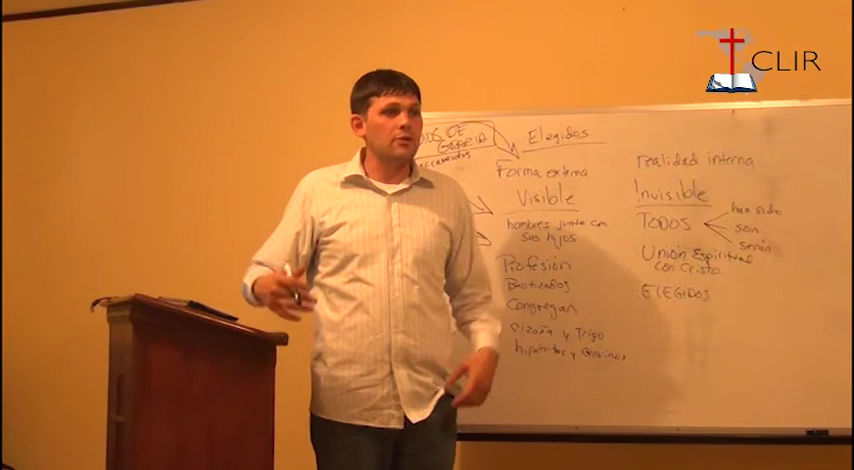 CLIR
DE
Elegidos
Forma externa
Visible
hombres junto con
sus hijos
Profesión
Bautizados
Congregan
cizaña y Trigo
hipócritas y Genuinos
realidad interna
Invisible
TODOS
han sido
son
serán
Unión Espiritual
con Cristo
ELEGIDOS